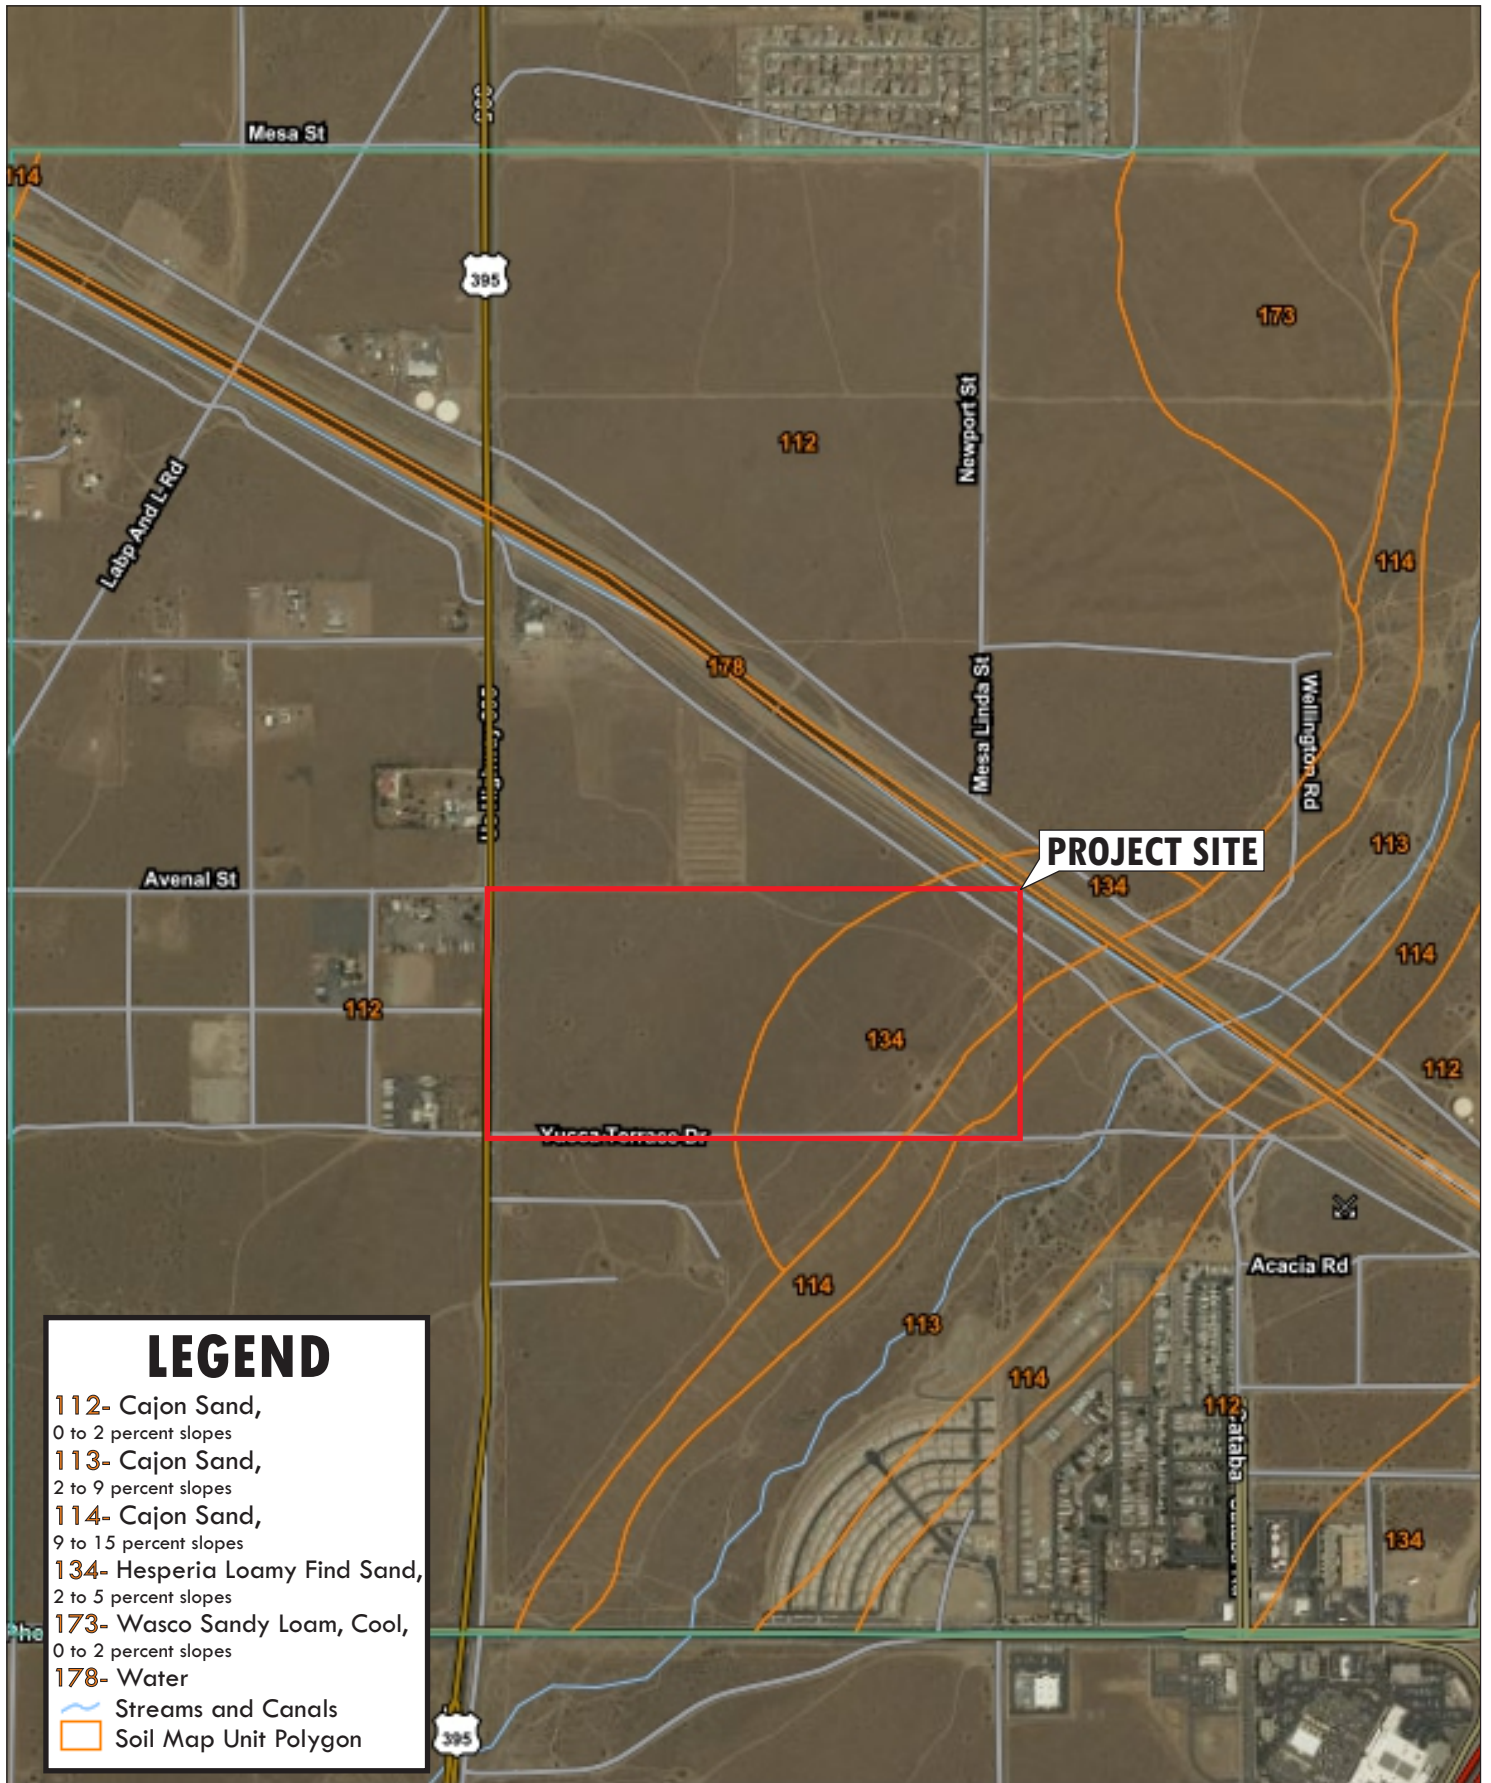 Mesa St
114
395
173
112
Newport St
Labp And L Rd
114
178
Mesa Linda St
Wellington Rd
113
PROJECT SITE
Avenal St
134
114
112
134
112
Yucca Terrace Dr
Acacia Rd
114
113
114
112
134
LEGEND
112- Cajon Sand,
0 to 2 percent slopes
113- Cajon Sand,
2 to 9 percent slopes
114- Cajon Sand,
9 to 15 percent slopes
134- Hesperia Loamy Find Sand,
2 to 5 percent slopes
173- Wasco Sandy Loam, Cool,
0 to 2 percent slopes
178- Water
Streams and Canals
Soil Map Unit Polygon
Phe
395